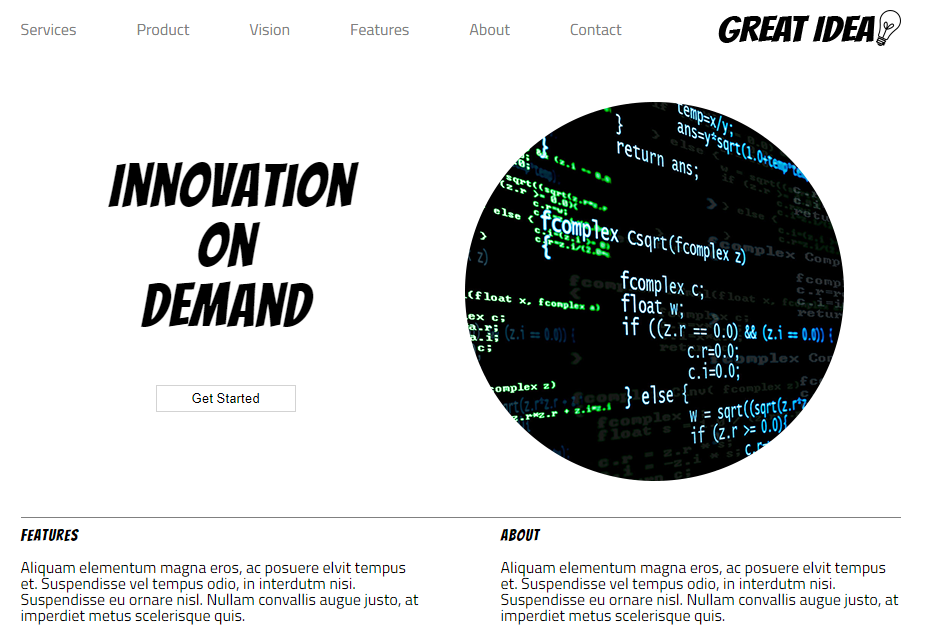 Services Product Vision Features About Contact GREAT IDEA
INNOVATION
ON
DEMAND
Get Started
temp=x/y;
ans=y*sqrt(1.0+temp*temp
}
return ans;
fcomplex Csqrt(fcomplex z)
{
fcomplex c;
float w;
if ((z.r == 0.0) && (z.i == 0.0)) {
c.r=0.0;
c.i=0.0;
} else {
w = sqrt((sqrt(z.r*z.
if (z.r >= 0.0){
FEATURES
Aliquam elementum magna eros, ac posuere elvit tempus
et. Suspendisse vel tempus odio, in interdutm nisi.
Suspendisse eu ornare nisl. Nullam convallis augue justo, at
imperdiet metus scelerisque quis.
ABOUT
Aliquam elementum magna eros, ac posuere elvit tempus
et. Suspendisse vel tempus odio, in interdutm nisi.
Suspendisse eu ornare nisl. Nullam convallis augue justo, at
imperdiet metus scelerisque quis.